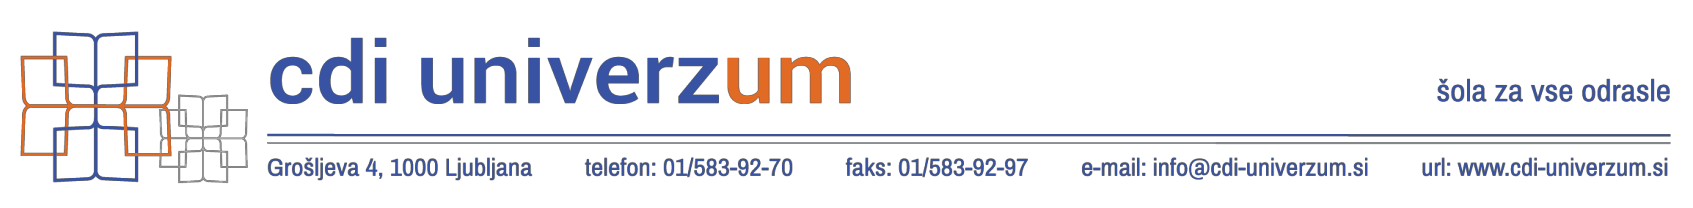 cdi univerzum
šola za vse odrasle
Grošljeva 4, 1000 Ljubljana telefon: 01/583-92-70 faks: 01/583-92-97 e-mail: info@cdi-univerzum.si url: www.cdi-univerzum.si